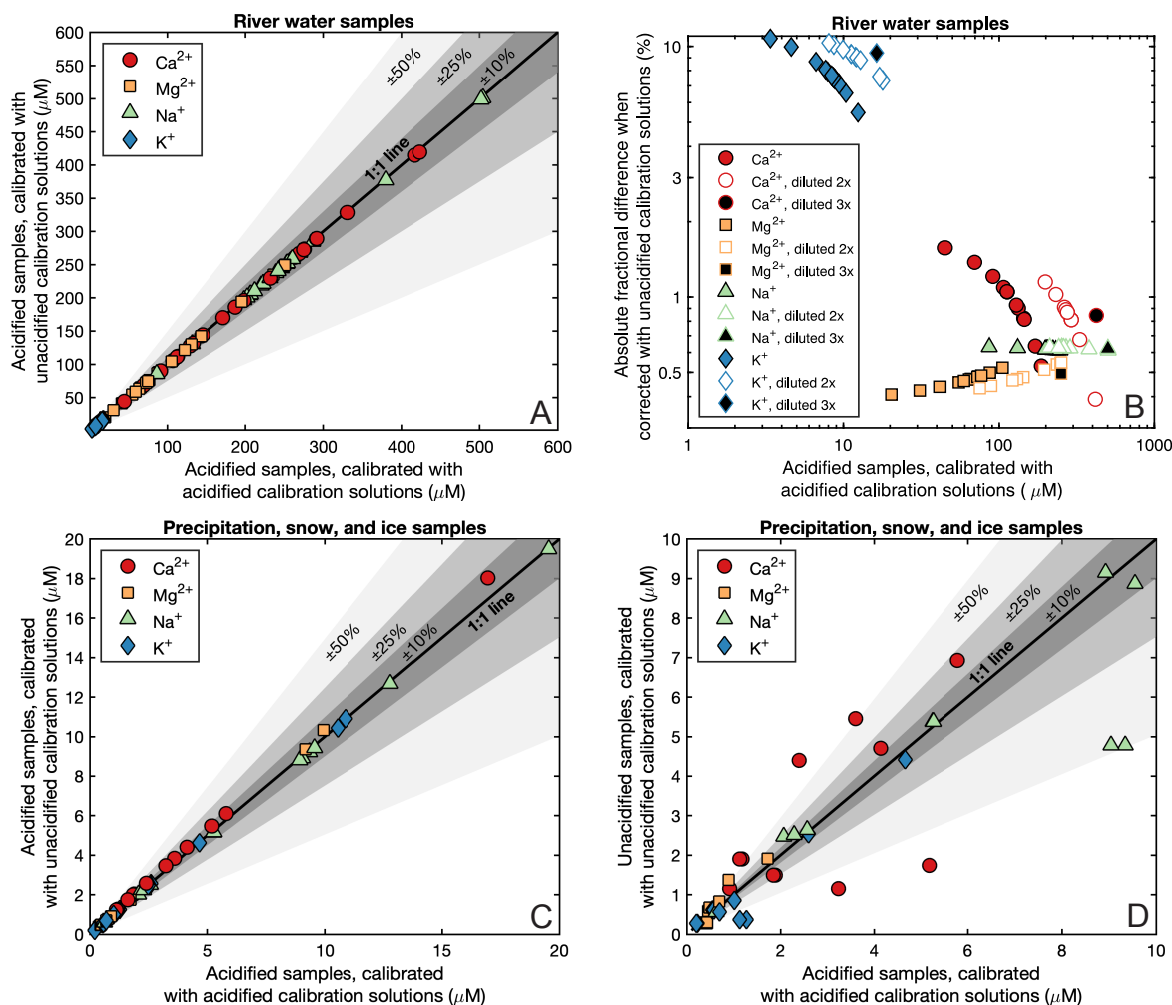 River water samples
Acidified samples, calibrated with
unacidified calibration solutions (μM)
600
550
500
450
400
350
300
250
200
150
100
50
Ca²⁺
Mg²⁺
Na⁺
K⁺
±50%
±25%
±10%
1:1 line
A
100 200 300 400 500 600
Acidified samples, calibrated with
acidified calibration solutions (μM)
River water samples
Absolute fractional difference when
corrected with unacidified calibration solutions (%)
10
3
1
0.5
Ca²⁺
Ca²⁺, diluted 2x
Ca²⁺, diluted 3x
Mg²⁺
Mg²⁺, diluted 2x
Mg²⁺, diluted 3x
Na⁺
Na⁺, diluted 2x
Na⁺, diluted 3x
K⁺
K⁺, diluted 2x
K⁺, diluted 3x
B
1 10 100 1000
Acidified samples, calibrated with
acidified calibration solutions ( μM)
Precipitation, snow, and ice samples
Acidified samples, calibrated
with unacidified calibration solutions (μM)
20
18
16
14
12
10
8
6
4
2
0
Ca²⁺
Mg²⁺
Na⁺
K⁺
±50%
±25%
±10%
1:1 line
C
0 5 10 15 20
Acidified samples, calibrated
with acidified calibration solutions (μM)
Precipitation, snow, and ice samples
Unacidified samples, calibrated
with unacidified calibration solutions (μM)
10
9
8
7
6
5
4
3
2
1
0
Ca²⁺
Mg²⁺
Na⁺
K⁺
±50%
±25%
±10%
1:1 line
D
0 2 4 6 8 10
Acidified samples, calibrated
with acidified calibration solutions (μM)